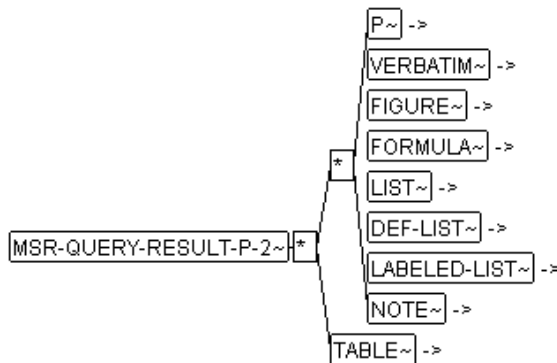 P~ ->
VERBATIM~ ->
FIGURE~ ->
FORMULA~ ->
* 
LIST~ ->
DEF-LIST~ ->
MSR-QUERY-RESULT-P-2~ *
LABELED-LIST~ ->
NOTE~ ->
TABLE~ ->